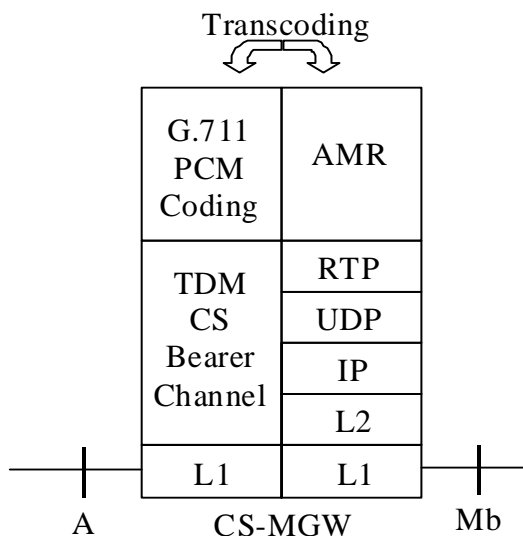 Transcoding
G.711
PCM
Coding
AMR
TDM
CS
Bearer
Channel
RTP
UDP
IP
L2
L1
L1
A
CS-MGW
Mb